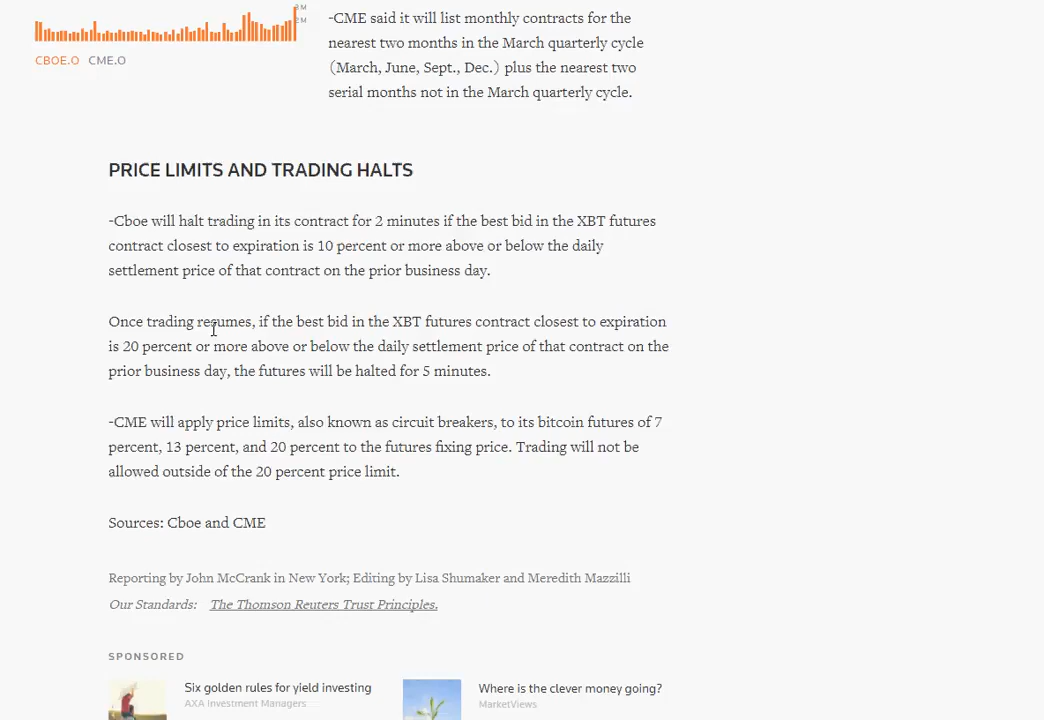 3 M
2 M
CBOE.O CME.O
-CME said it will list monthly contracts for the
nearest two months in the March quarterly cycle
(March, June, Sept., Dec.) plus the nearest two
serial months not in the March quarterly cycle.
PRICE LIMITS AND TRADING HALTS
-Cboe will halt trading in its contract for 2 minutes if the best bid in the XBT futures
contract closest to expiration is 10 percent or more above or below the daily
settlement price of that contract on the prior business day.
Once trading resumes, if the best bid in the XBT futures contract closest to expiration
is 20 percent or more above or below the daily settlement price of that contract on the
prior business day, the futures will be halted for 5 minutes.
-CME will apply price limits, also known as circuit breakers, to its bitcoin futures of 7
percent, 13 percent, and 20 percent to the futures fixing price. Trading will not be
allowed outside of the 20 percent price limit.
Sources: Cboe and CME
Reporting by John McCrank in New York; Editing by Lisa Shumaker and Meredith Mazzilli
Our Standards: The Thomson Reuters Trust Principles.
SPONSORED
Six golden rules for yield investing
AXA Investment Managers
Where is the clever money going?
MarketViews